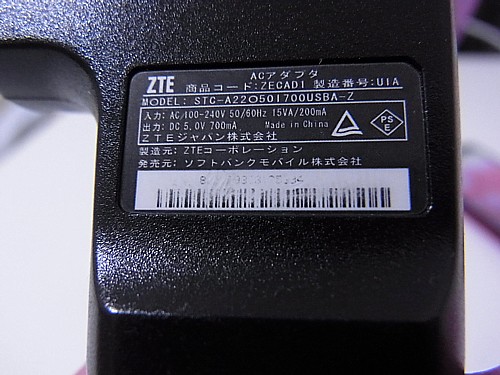 ZTE ACアダプタ
商品コード:ZECAD1 製造番号:U1A
MODEL: STC-A22O50I700USBA-Z
入力: AC100-240V 50/60Hz 15VA/200mA
出力: DC 5.0V 700mA Made in China
ZTEジャパン株式会社
PS
E
製造元: ZTEコーポレーション
発売元: ソフトバンクモバイル株式会社